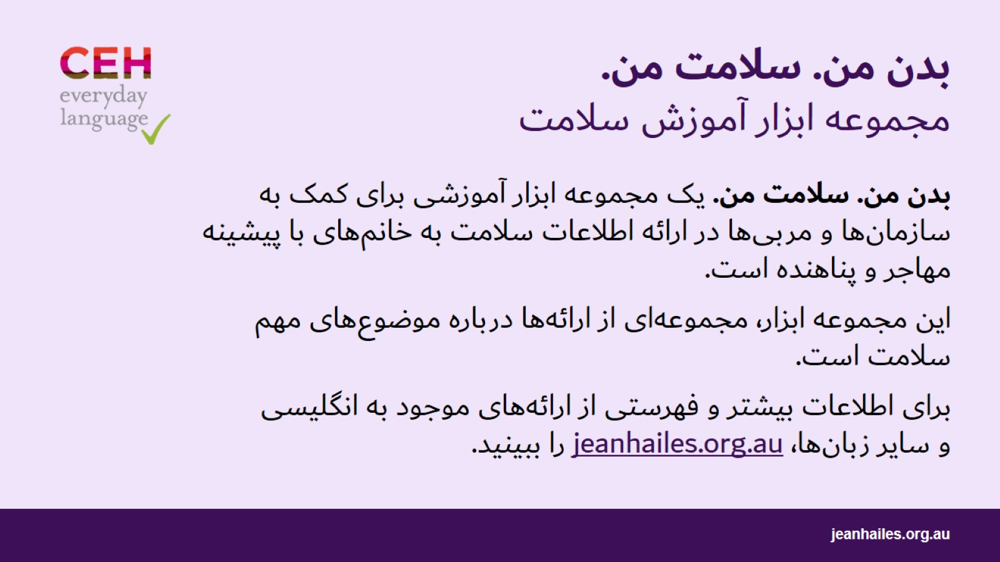 بدن من. سلامت من.
مجموعه ابزار آموزش سلامت
CEH
everyday
language
بدن من. سلامت من. یک مجموعه ابزار آموزشی برای کمک به
سازمان‌ها و مربی‌ها در ارائه اطلاعات سلامت به خانم‌های با پیشینه
مهاجر و پناهنده است.
این مجموعه ابزار، مجموعه‌ای از ارائه‌ها درباره موضوع‌های مهم
سلامت است.
برای اطلاعات بیشتر و فهرستی از ارائه‌های موجود به انگلیسی
و سایر زبان‌ها، jeanhailes.org.au را ببینید.
jeanhailes.org.au